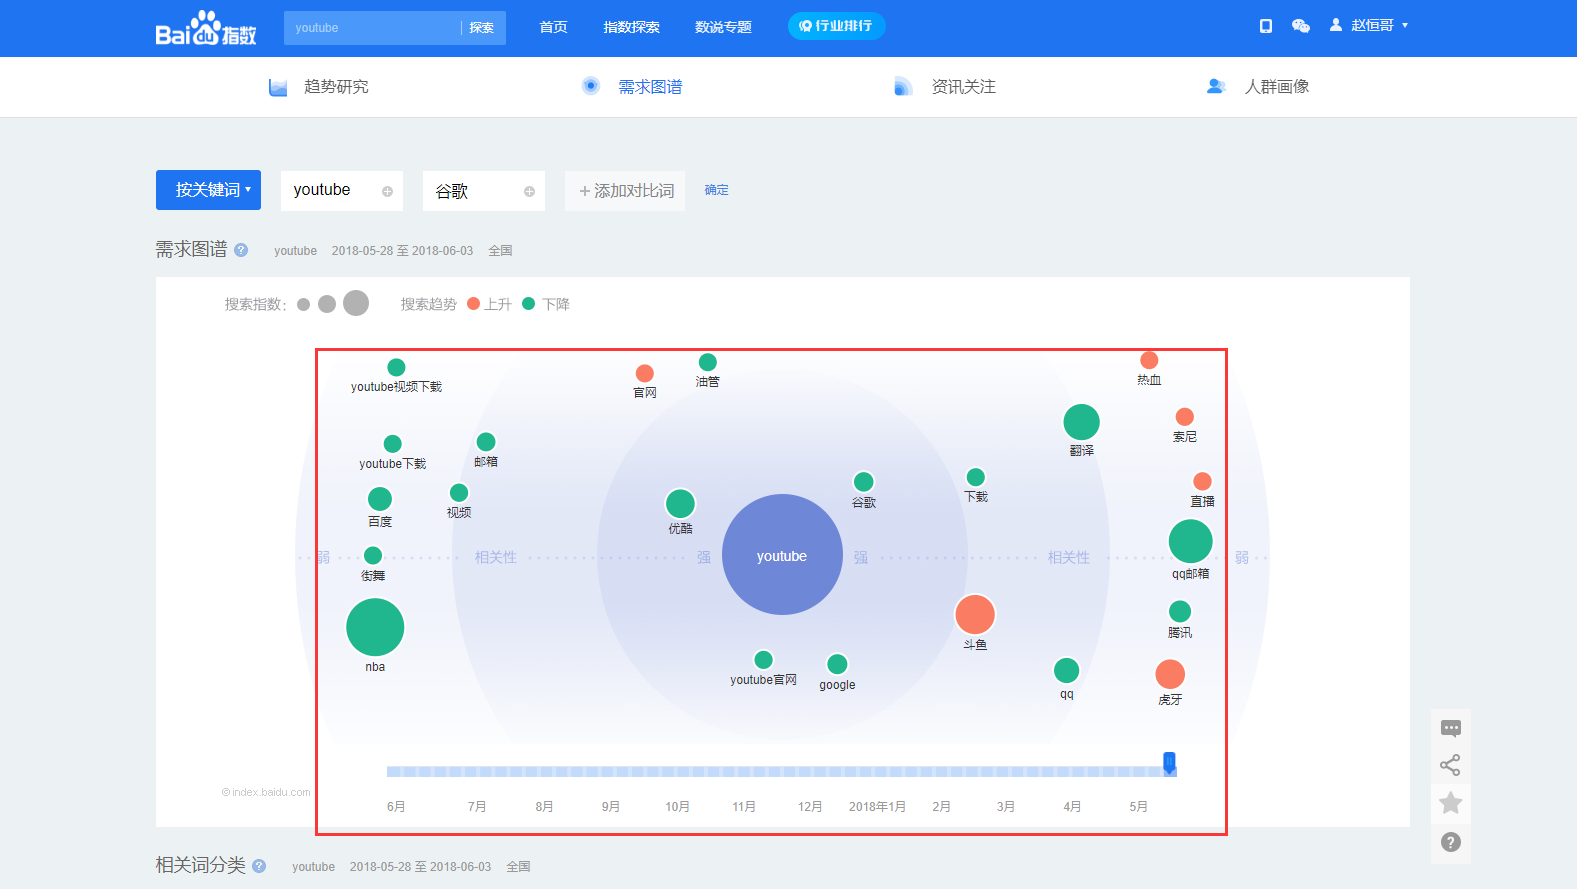 Bai du 指数
youtube 探索 首页 指数探索 数说专题 行业排行 赵恒哥
趋势研究 需求图谱 资讯关注 人群画像
按关键词 youtube 谷歌 +添加对比词 确定
需求图谱 ? youtube 2018-05-28 至 2018-06-03 全国
搜索指数: 搜索趋势 上升 下降
热血
油管
youtube视频下载
官网
索尼
翻译
邮箱
youtube下载
下载
直播
谷歌
视频
百度
优酷
弱 相关性 强 youtube 强 相关性 弱
qq邮箱
街舞
腾讯
斗鱼
nba
youtube官网
google
qq
虎牙
©index.baidu.com
6月 7月 8月 9月 10月 11月 12月 2018年1月 2月 3月 4月 5月
?
相关词分类 ? youtube 2018-05-28 至 2018-06-03 全国